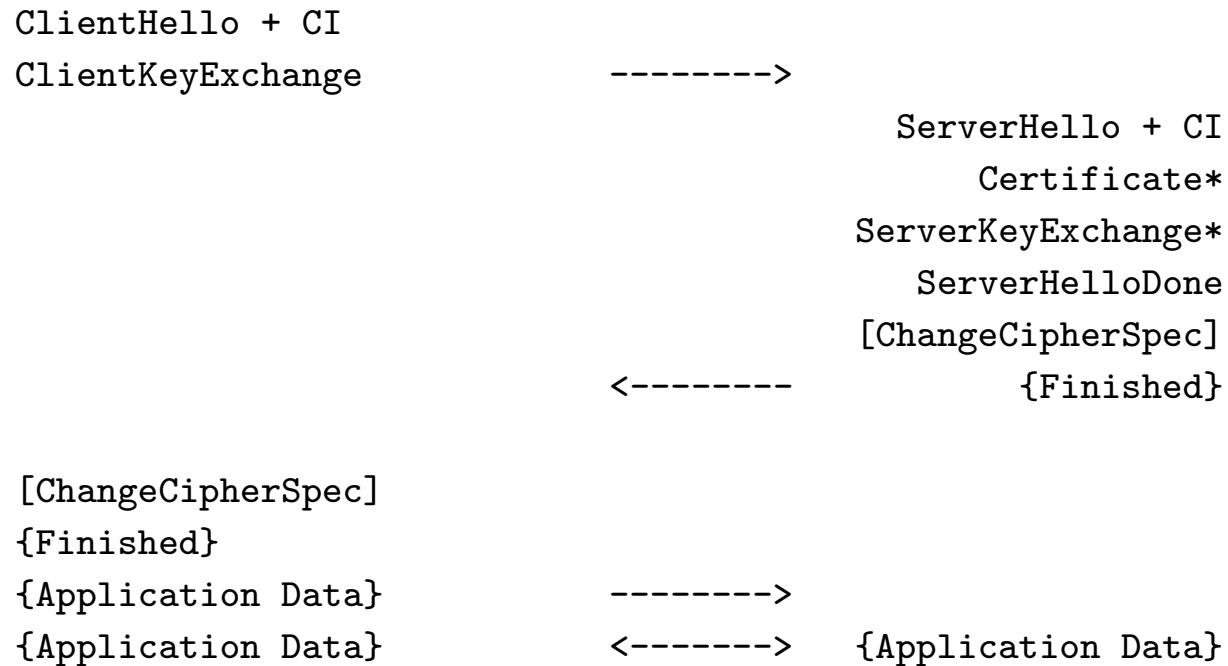 ClientHello + CI
ClientKeyExchange -------->
ServerHello + CI
Certificate*
ServerKeyExchange*
ServerHelloDone
[ChangeCipherSpec]
<-------- {Finished}
[ChangeCipherSpec]
{Finished}
{Application Data} -------->
{Application Data} <-------> {Application Data}